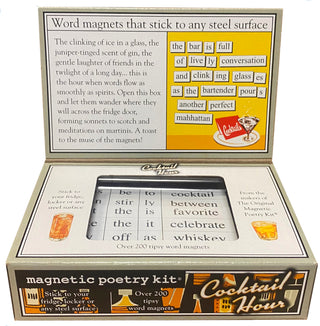 Word magnets that stick to any steel surface
The clinking of ice in a glass, the
juniper-tinged scent of gin, the
gentle laughter of friends in the
twilight of a long day... this is
the hour when words flow as
smoothly as spirits. Open this box
and let them wander where they
will across the fridge door,
forming sonnets to scotch and
meditations on martinis. A toast
to the muse of the magnets!
the bar is full
of live ly conversation
and clink ing glass es
as the bartender pour s
another perfect
mahhattan
Cocktails
Cocktail
Hour
Stick to
your fridge,
locker or any
steel surface
be to cocktail
stir ly between
the is favorite
the it celebrate
off as whiskey
From the
makers of
The Original
Magnetic
Poetry Kit®
Over 200 tipsy word magnets
magnetic poetry kit®
Stick to your
fridge, locker or
any steel surface
Over 200
tipsy
word magnets
Cocktail
Hour